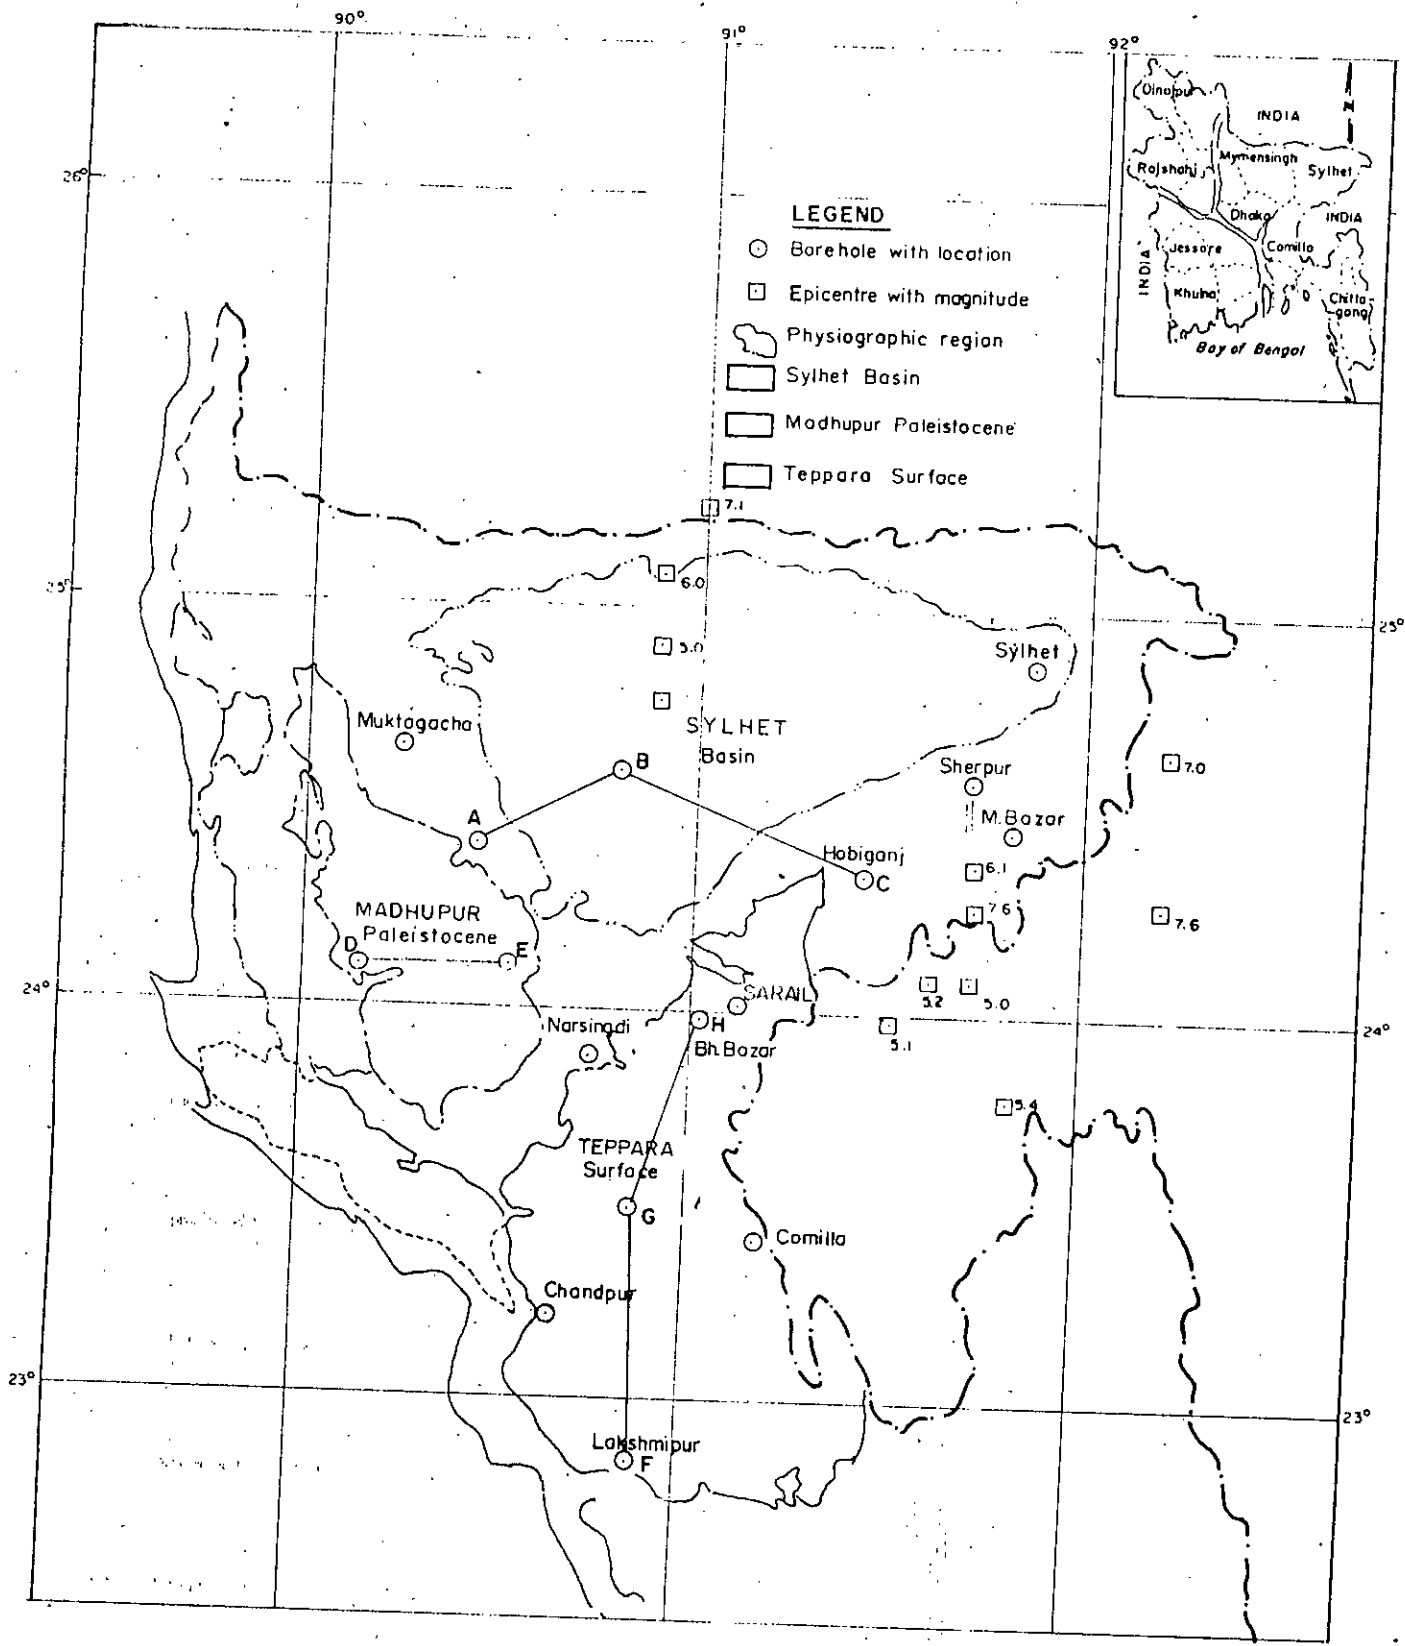 90°
91°
92°
Dinajpur
INDIA
N
Mymensingh
Rajshahi
Sylhet
Dhaka
INDIA
Jessore
Comilla
INDIA
Khulna
Chitta-
gong
Bay of Bengal
26°
LEGEND
Borehole with location
Epicentre with magnitude
Physiographic region
Sylhet Basin
Madhupur Paleistocene
Teppara Surface
7.1
25°
6.0
25°
5.0
Sylhet
Muktagacha
SYLHET
Basin
B
Sherpur
7.0
A
M.Bazar
Hobiganj
C
6.1
MADHUPUR
Paleistocene
7.6
7.6
D
E
24°
SARAIL
5.2
5.0
Narsinadi
H
Bh.Bazar
5.1
24°
5.4
TEPPARA
Surface
G
Comilla
Chandpur
23°
23°
Lakshmipur
F